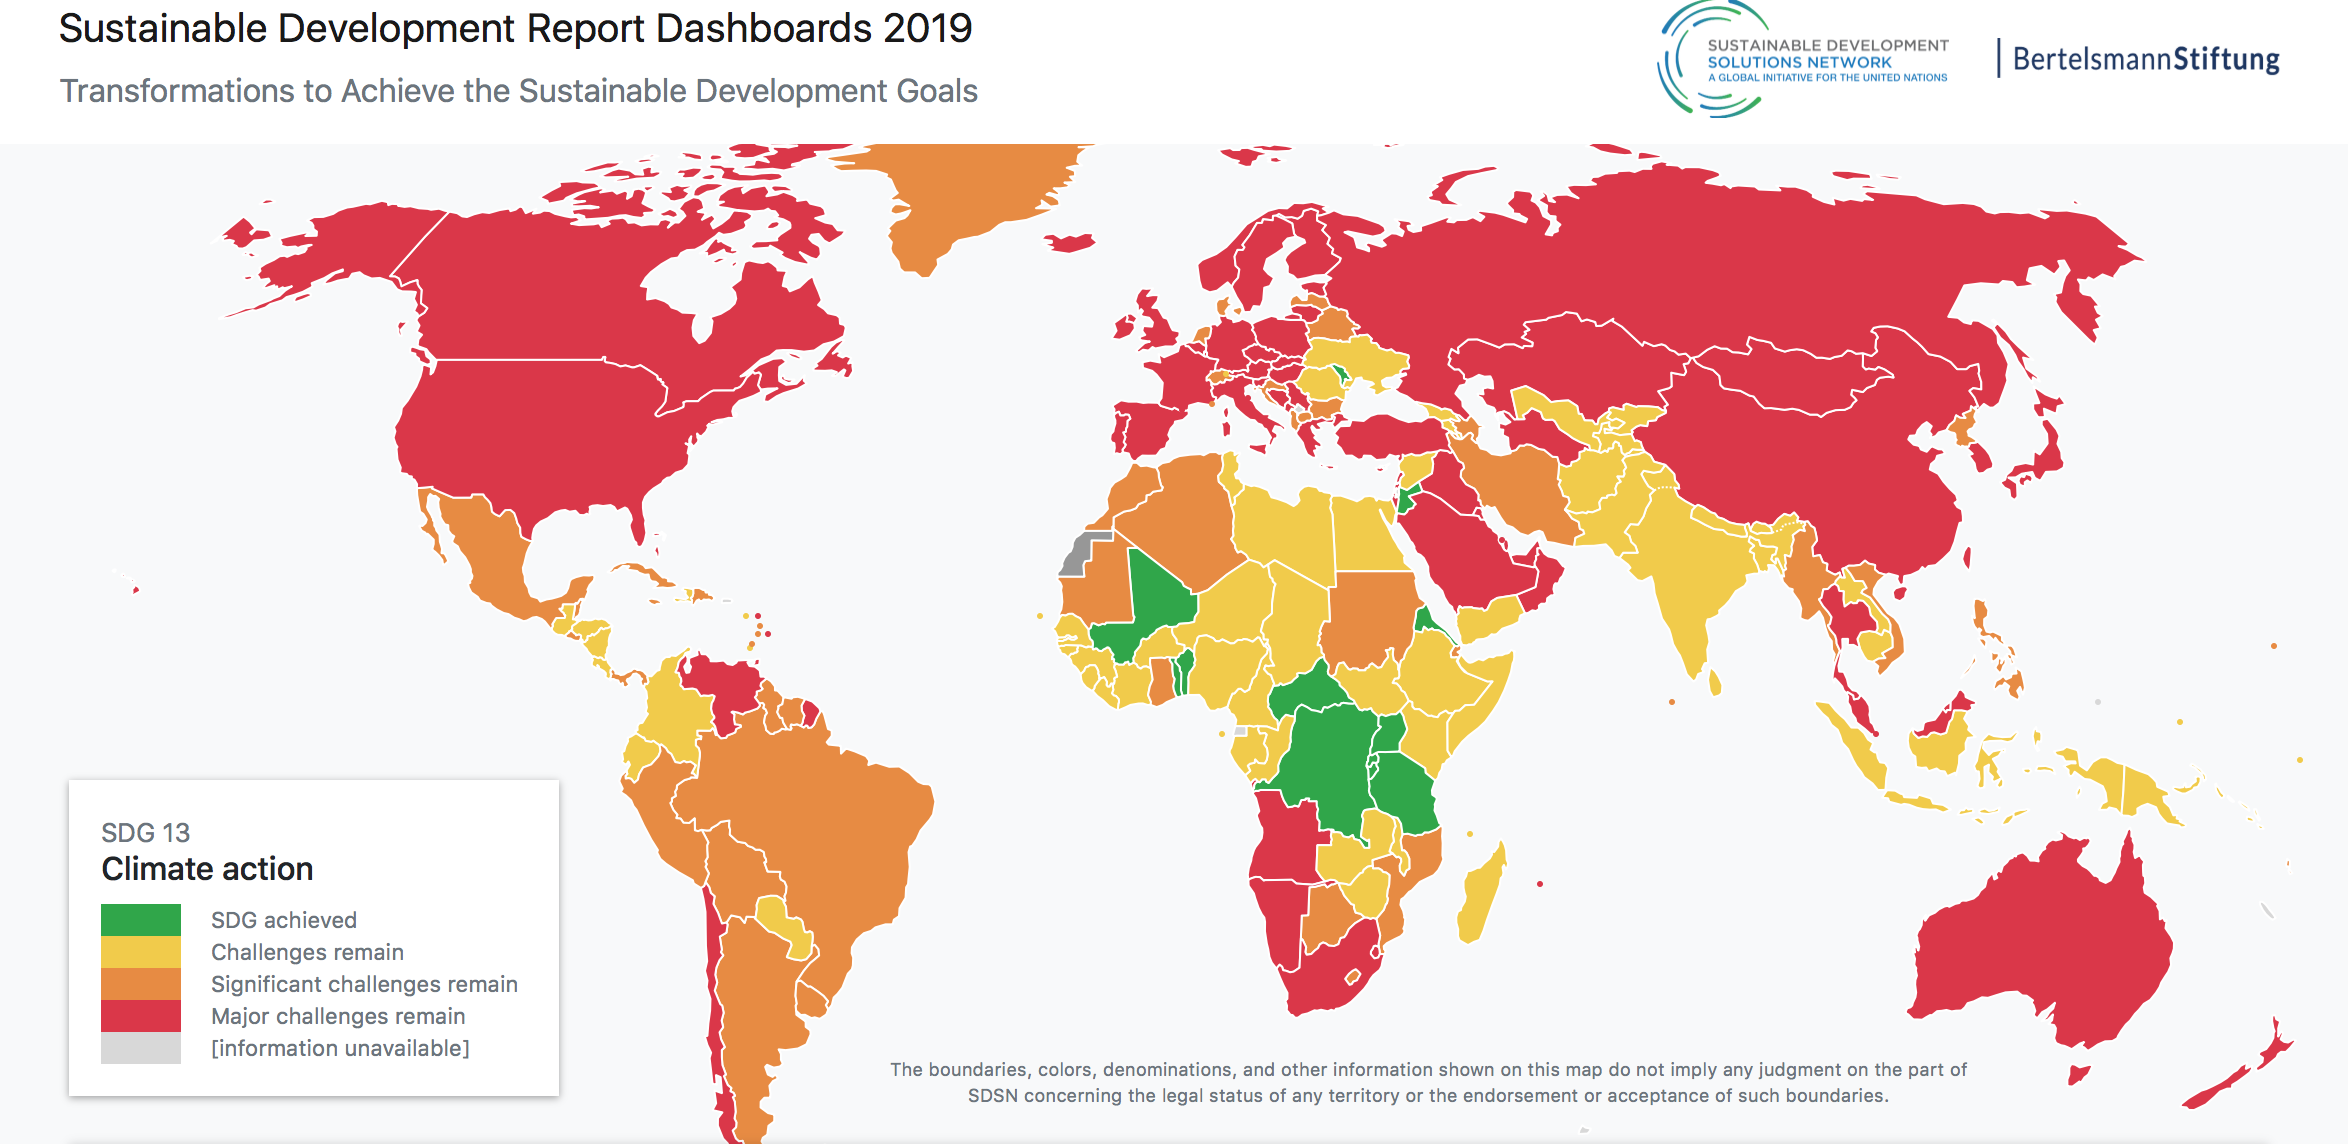 Sustainable Development Report Dashboards 2019
Transformations to Achieve the Sustainable Development Goals
SUSTAINABLE DEVELOPMENT
SOLUTIONS NETWORK
A GLOBAL INITIATIVE FOR THE UNITED NATIONS
BertelsmannStiftung
SDG 13
Climate action
SDG achieved
Challenges remain
Significant challenges remain
Major challenges remain
[information unavailable]
The boundaries, colors, denominations, and other information shown on this map do not imply any judgment on the part of
SDSN concerning the legal status of any territory or the endorsement or acceptance of such boundaries.